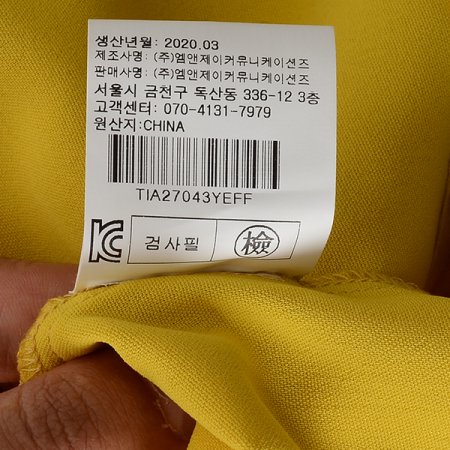 생산년월: 2020.03
제조사명: (주)엠앤제이커뮤니케이션즈
판매사명: (주)엠앤제이커뮤니케이션즈
서울시 금천구 독산동 336-12 3층
고객센터: 070-4131-7979
원산지:CHINA
TIA27043YEFF
검사필 檢